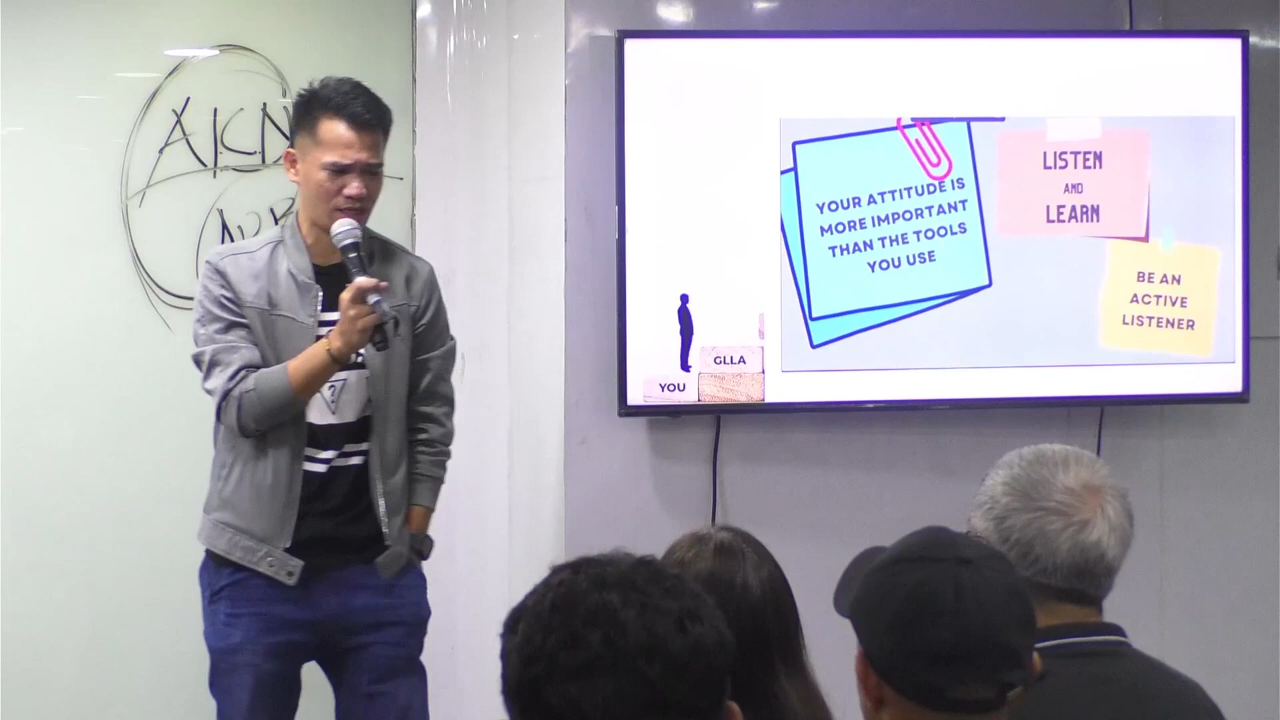 YOUR ATTITUDE IS
MORE IMPORTANT
THAN THE TOOLS
YOU USE
LISTEN
AND
LEARN
BE AN
ACTIVE
LISTENER
GLLA
YOU
?